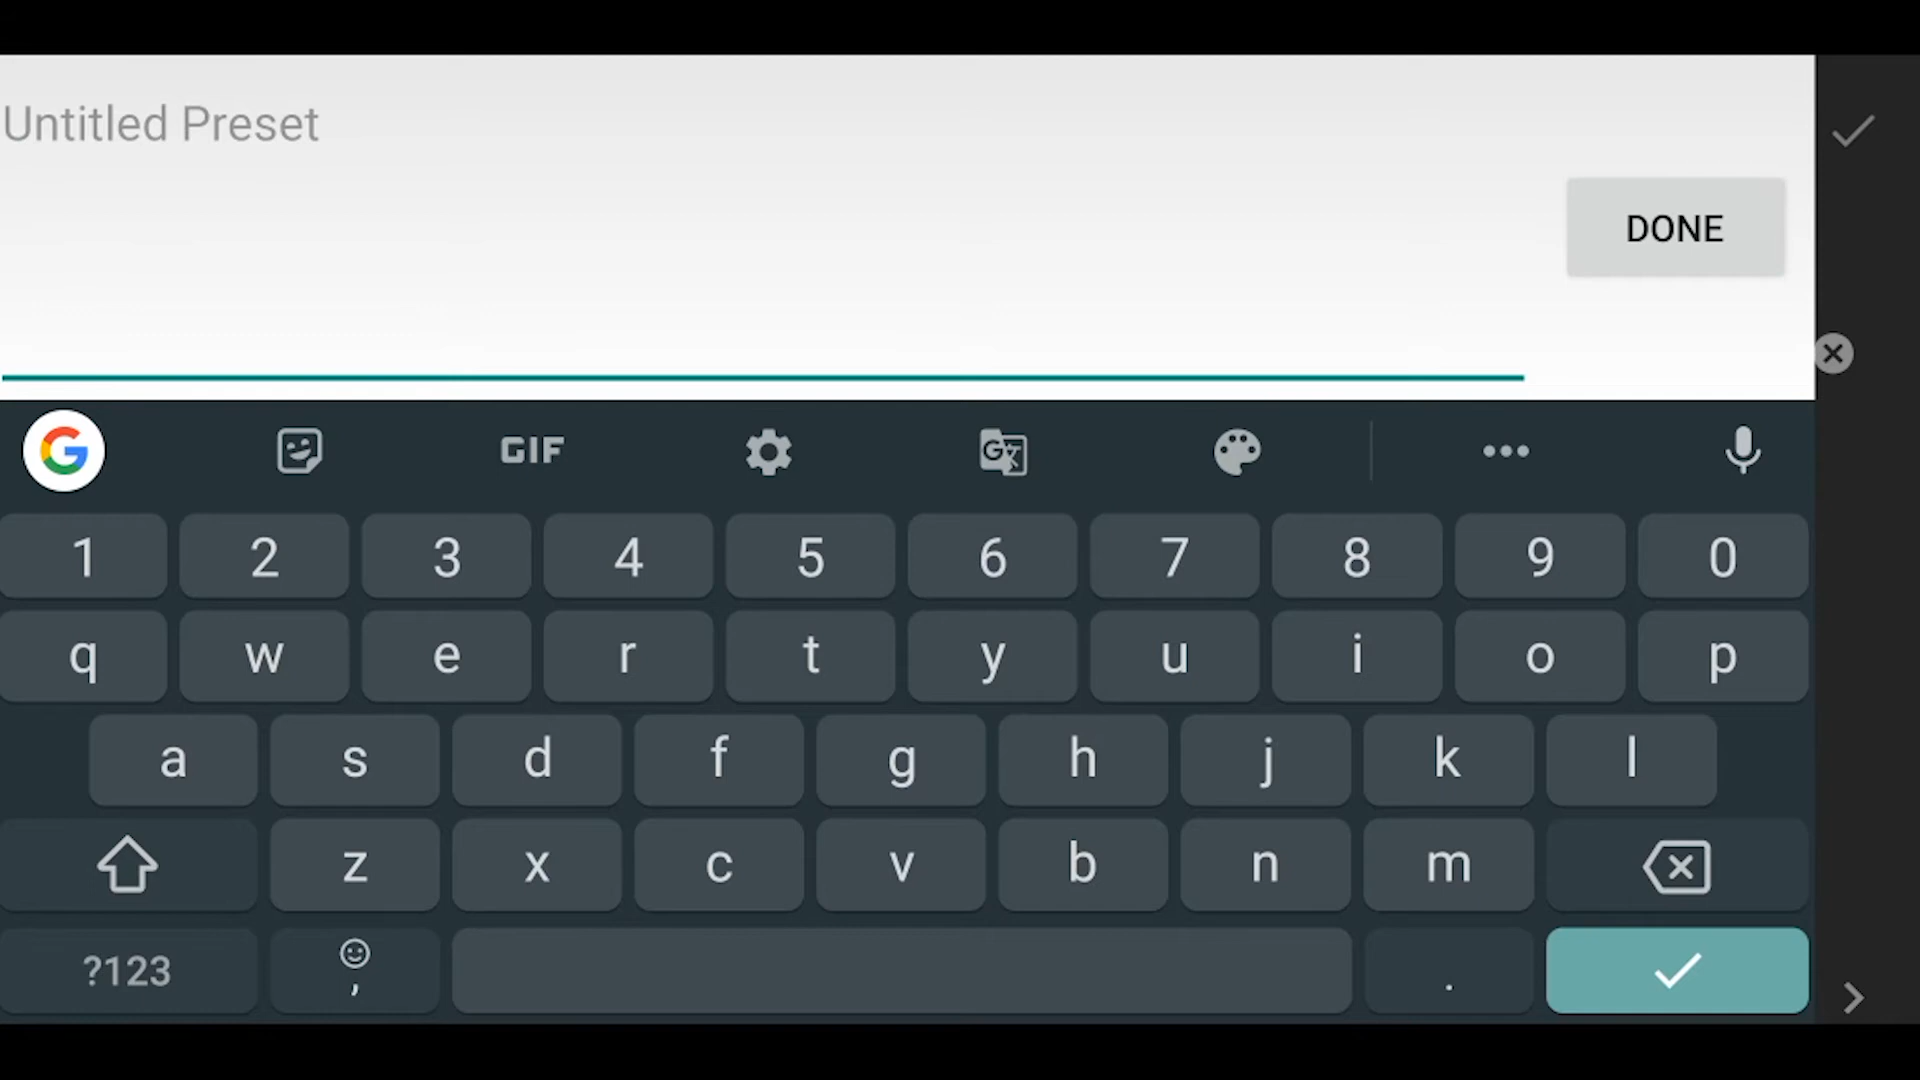 Untitled Preset
DONE
GIF
1 2 3 4 5 6 7 8 9 0
q w e r t y u i o p
a s d f g h j k l
z x c v b n m
?123 , .